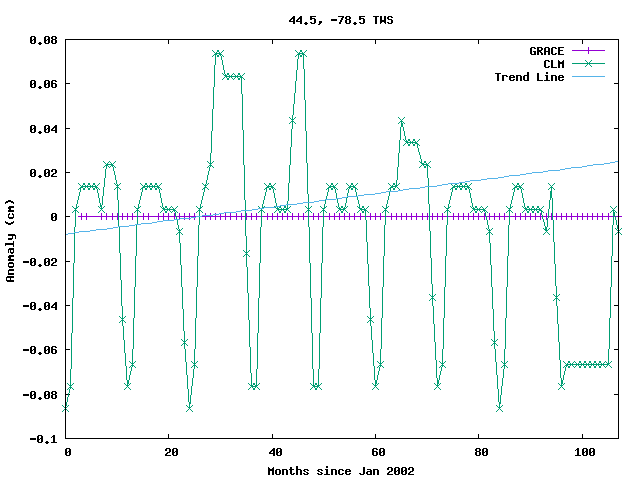 44.5, -78.5 TWS
0.08
0.06
0.04
0.02
0
-0.02
-0.04
-0.06
-0.08
-0.1
Anomaly (cm)
GRACE
CLM
Trend Line
0 20 40 60 80 100
Months since Jan 2002